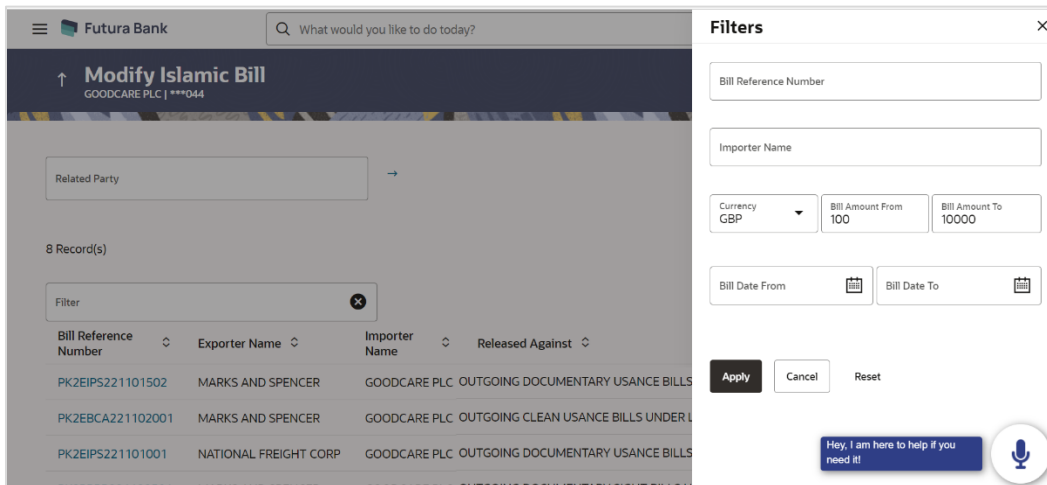 Futura Bank
What would you like to do today?
Modify Islamic Bill
GOODCARE PLC | ***044
Related Party
8 Record(s)
Filter
Bill Reference Number
Exporter Name
Importer Name
Released Against
PK2EIPS221101502 MARKS AND SPENCER GOODCARE PLC OUTGOING DOCUMENTARY USANCE BILLS
PK2EBCA221102001 MARKS AND SPENCER GOODCARE PLC OUTGOING CLEAN USANCE BILLS UNDER L
PK2EIPS221101001 NATIONAL FREIGHT CORP GOODCARE PLC OUTGOING DOCUMENTARY USANCE BILLS
Filters
Bill Reference Number
Importer Name
Currency
GBP
Bill Amount From
100
Bill Amount To
10000
Bill Date From
Bill Date To
Apply Cancel Reset
Hey, I am here to help if you
need it!